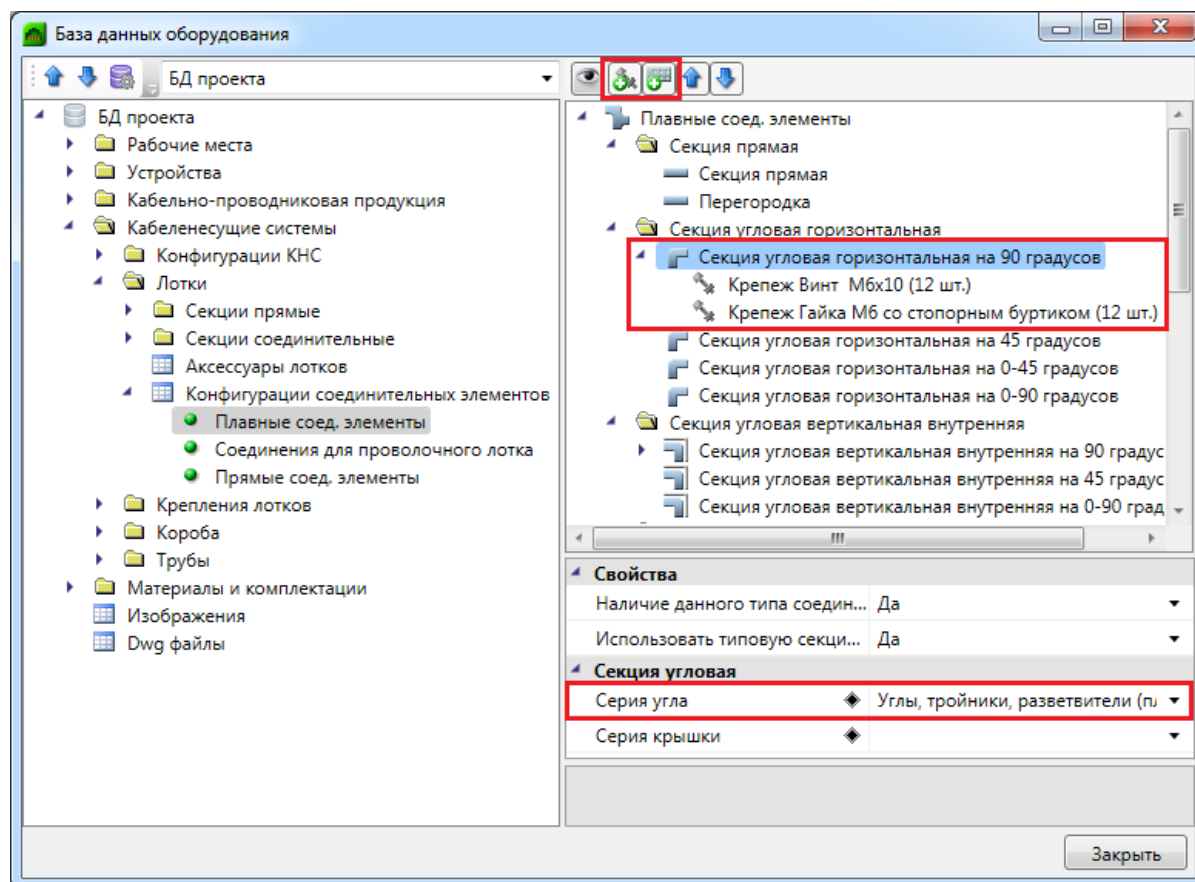 База данных оборудования
БД проекта
БД проекта
Рабочие места
Устройства
Кабельно-проводниковая продукция
Кабеленесущие системы
Конфигурации КНС
Лотки
Секции прямые
Секции соединительные
Аксессуары лотков
Конфигурации соединительных элементов
Плавные соед. элементы
Соединения для проволочного лотка
Прямые соед. элементы
Крепления лотков
Короба
Трубы
Материалы и комплектации
Изображения
Dwg файлы
Плавные соед. элементы
Секция прямая
Секция прямая
Перегородка
Секция угловая горизонтальная
Секция угловая горизонтальная на 90 градусов
Крепеж Винт М6х10 (12 шт.)
Крепеж Гайка М6 со стопорным буртиком (12 шт.)
Секция угловая горизонтальная на 45 градусов
Секция угловая горизонтальная на 0-45 градусов
Секция угловая горизонтальная на 0-90 градусов
Секция угловая вертикальная внутренняя
Секция угловая вертикальная внутренняя на 90 градус
Секция угловая вертикальная внутренняя на 45 градус
Секция угловая вертикальная внутренняя на 0-90 град
Свойства
Наличие данного типа соедин... Да
Использовать типовую секци... Да
Секция угловая
Серия угла Углы, тройники, разветвители (пл
Серия крышки
Закрыть